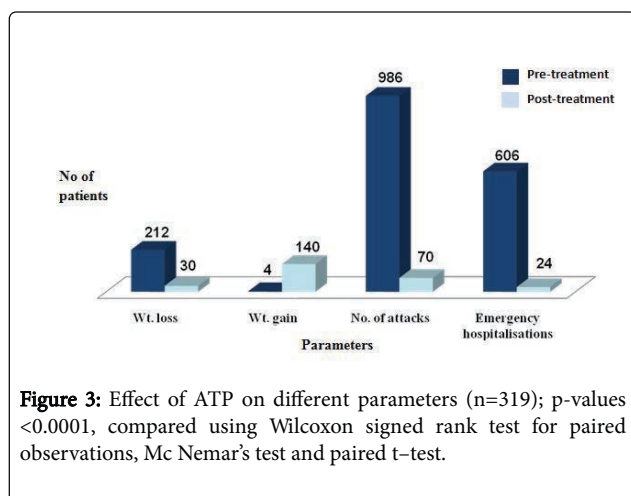 986
Pre-treatment
Post-treatment
606
No of
patients
212
30
4
140
70
24
Wt. loss
Wt. gain
No. of attacks
Emergency
hospitalisations
Parameters
Figure 3: Effect of ATP on different parameters (n=319); p-values
<0.0001, compared using Wilcoxon signed rank test for paired
observations, Mc Nemar's test and paired t–test.